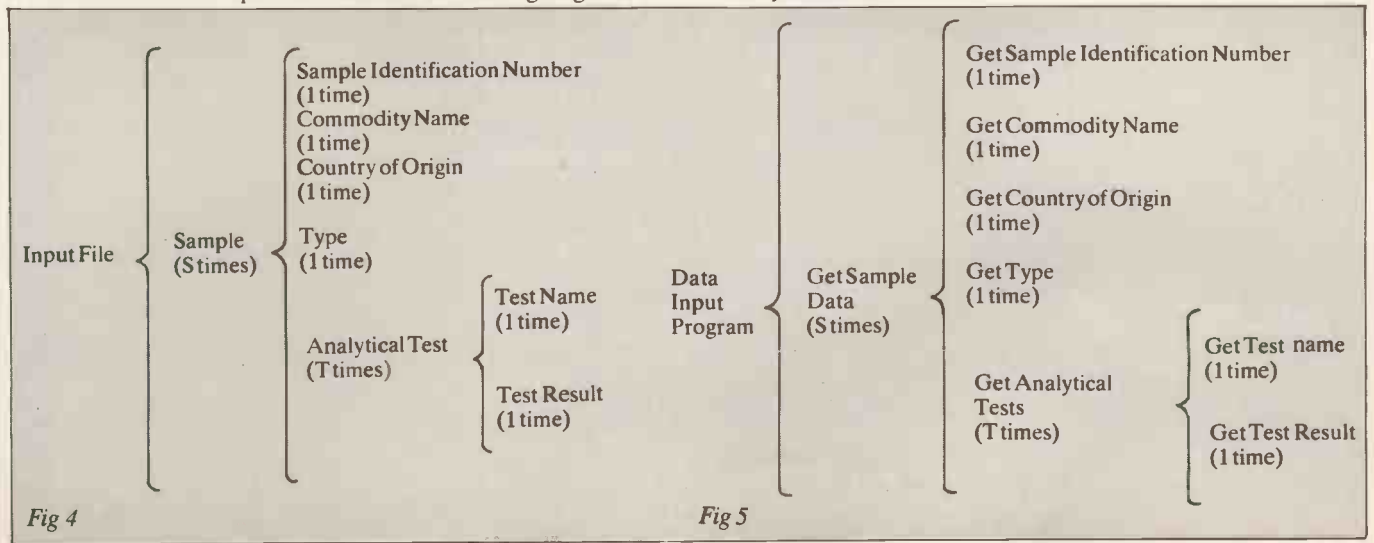 Input File
Sample
(S times)
Sample Identification Number
(1 time)
Commodity Name
(1 time)
Country of Origin
(1 time)
Type
(1 time)
Analytical Test
(T times)
Test Name
(1 time)
Test Result
(1 time)
Fig 4
Data
Input
Program
Get Sample
Data
(S times)
Get Sample Identification Number
(1 time)
Get Commodity Name
(1 time)
Get Country of Origin
(1 time)
Get Type
(1 time)
Get Analytical
Tests
(T times)
Get Test name
(1 time)
Get Test Result
(1 time)
Fig 5